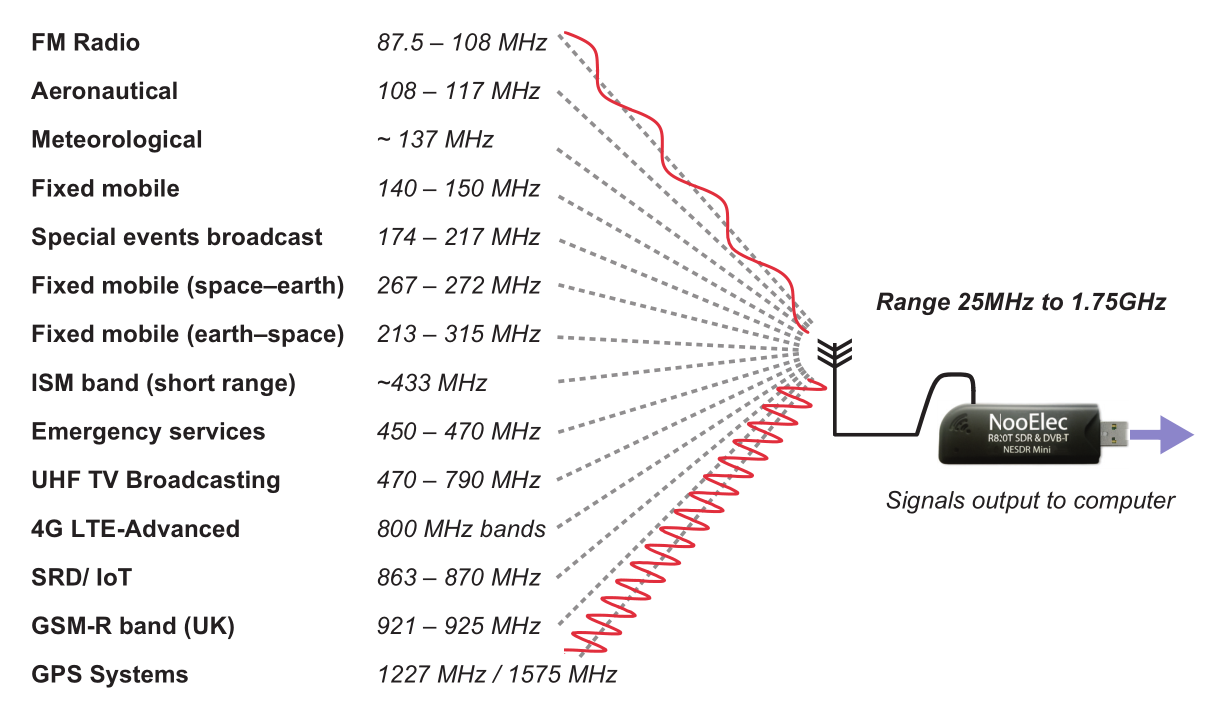 FM Radio 87.5 – 108 MHz
Aeronautical 108 – 117 MHz
Meteorological ~ 137 MHz
Fixed mobile 140 – 150 MHz
Special events broadcast 174 – 217 MHz
Fixed mobile (space–earth) 267 – 272 MHz
Fixed mobile (earth–space) 213 – 315 MHz
ISM band (short range) ~433 MHz
Emergency services 450 – 470 MHz
UHF TV Broadcasting 470 – 790 MHz
4G LTE-Advanced 800 MHz bands
SRD/ IoT 863 – 870 MHz
GSM-R band (UK) 921 – 925 MHz
GPS Systems 1227 MHz / 1575 MHz
Range 25MHz to 1.75GHz
NooElec
R820T SDR & DVB-T
NESDR Mini
Signals output to computer